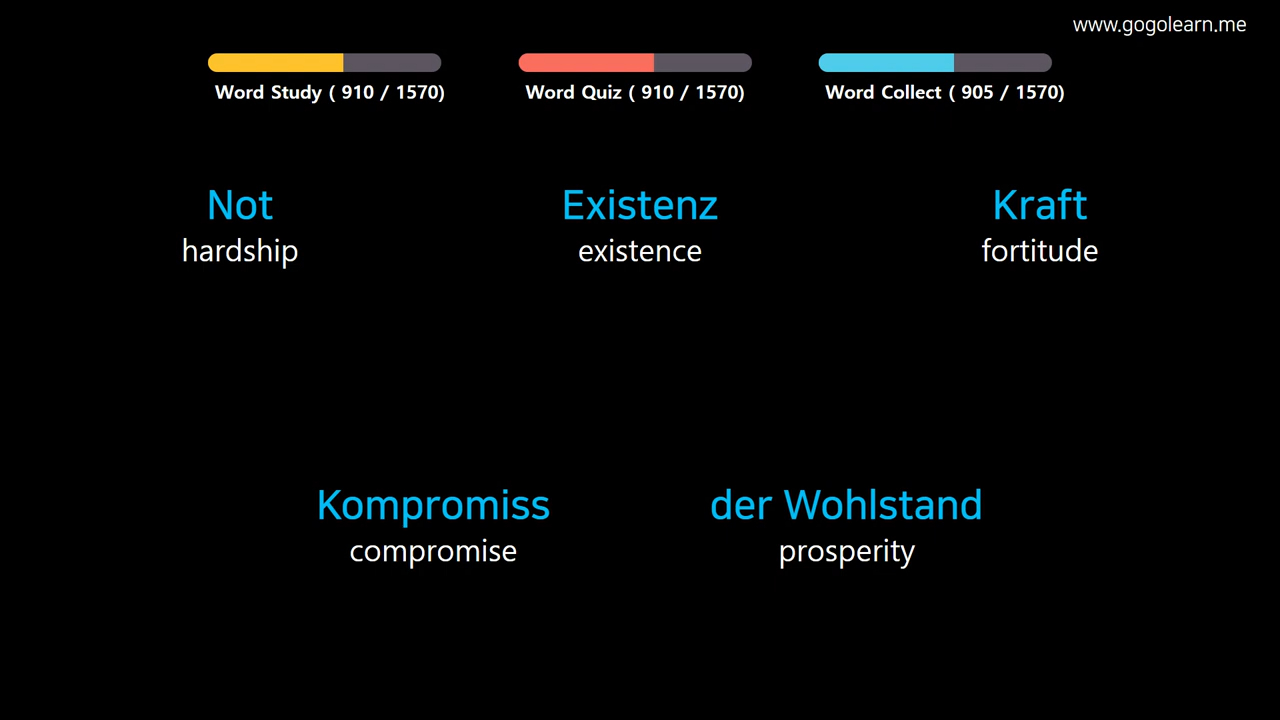 www.gogolearn.me
Word Study ( 910 / 1570)
Word Quiz ( 910 / 1570)
Word Collect ( 905 / 1570)
Not
hardship
Existenz
existence
Kraft
fortitude
Kompromiss
compromise
der Wohlstand
prosperity